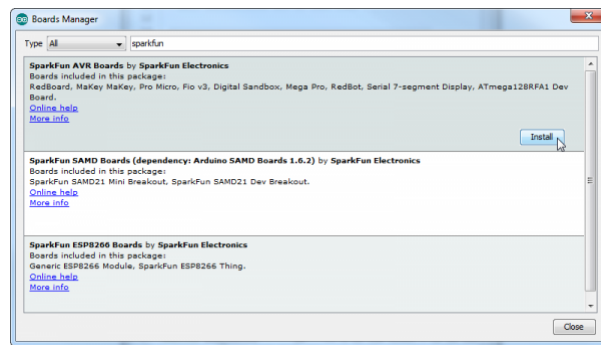 Boards Manager
Type All sparkfun
SparkFun AVR Boards by SparkFun Electronics
Boards included in this package:
RedBoard, MaKey MaKey, Pro Micro, Fio v3, Digital Sandbox, Mega Pro, RedBot, Serial 7-segment Display, ATmega128RFA1 Dev
Board.
Online help
More info
Install
SparkFun SAMD Boards (dependency: Arduino SAMD Boards 1.6.2) by SparkFun Electronics
Boards included in this package:
SparkFun SAMD21 Mini Breakout, SparkFun SAMD21 Dev Breakout.
Online help
More info
SparkFun ESP8266 Boards by SparkFun Electronics
Boards included in this package:
Generic ESP8266 Module, SparkFun ESP8266 Thing.
Online help
More info
Close